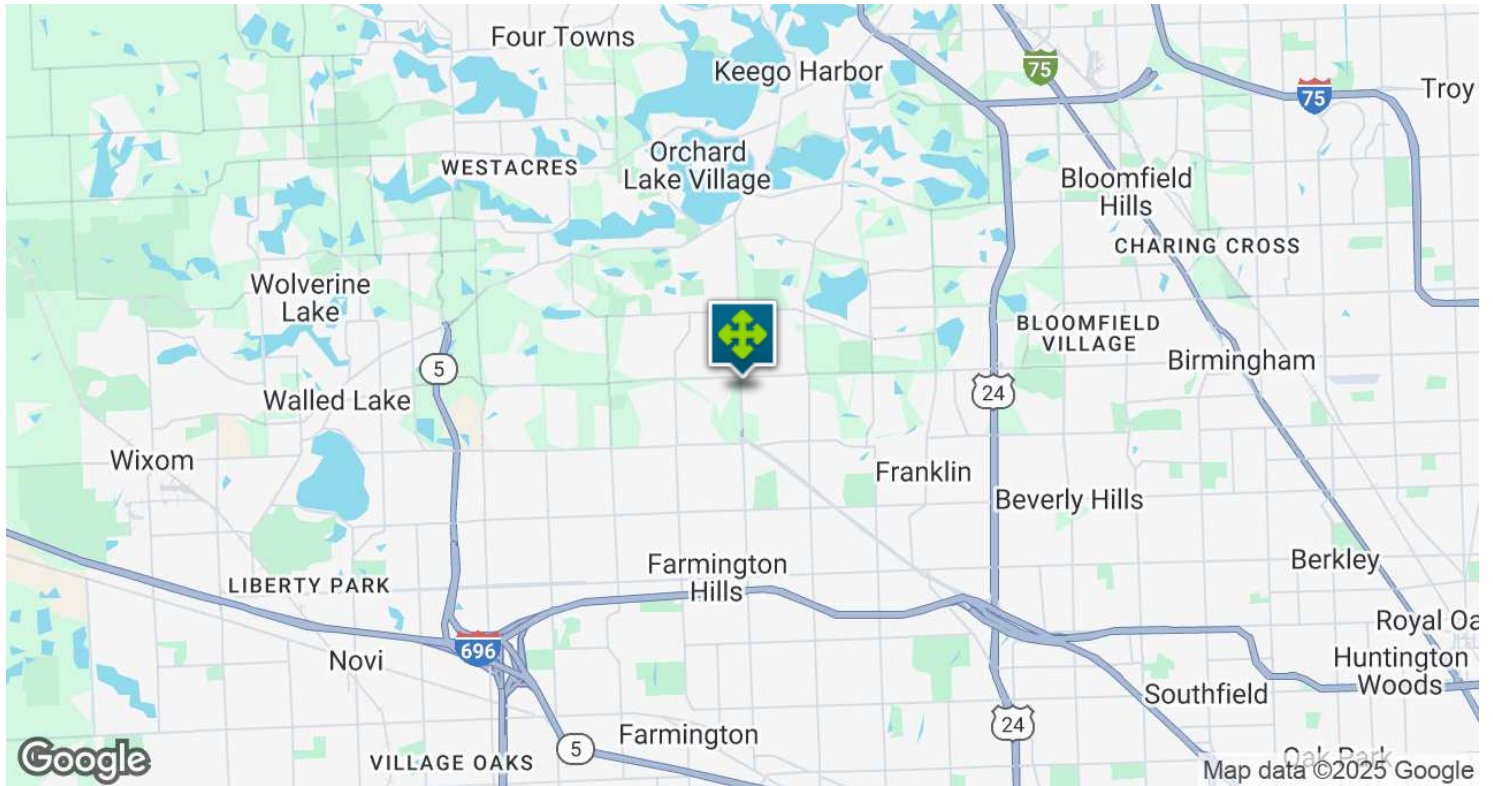 Four Towns
Keego Harbor
75
75
Troy
WESTACRES
Orchard
Lake Village
Bloomfield
Hills
CHARING CROSS
Wolverine
Lake
BLOOMFIELD
VILLAGE
Birmingham
5
24
Walled Lake
Wixom
Franklin
Beverly Hills
Farmington
Hills
Berkley
LIBERTY PARK
Royal Oa
696
Novi
Huntington
Woods
Southfield
24
Farmington
5
VILLAGE OAKS
Oak Park
Google
Map data ©2025 Google